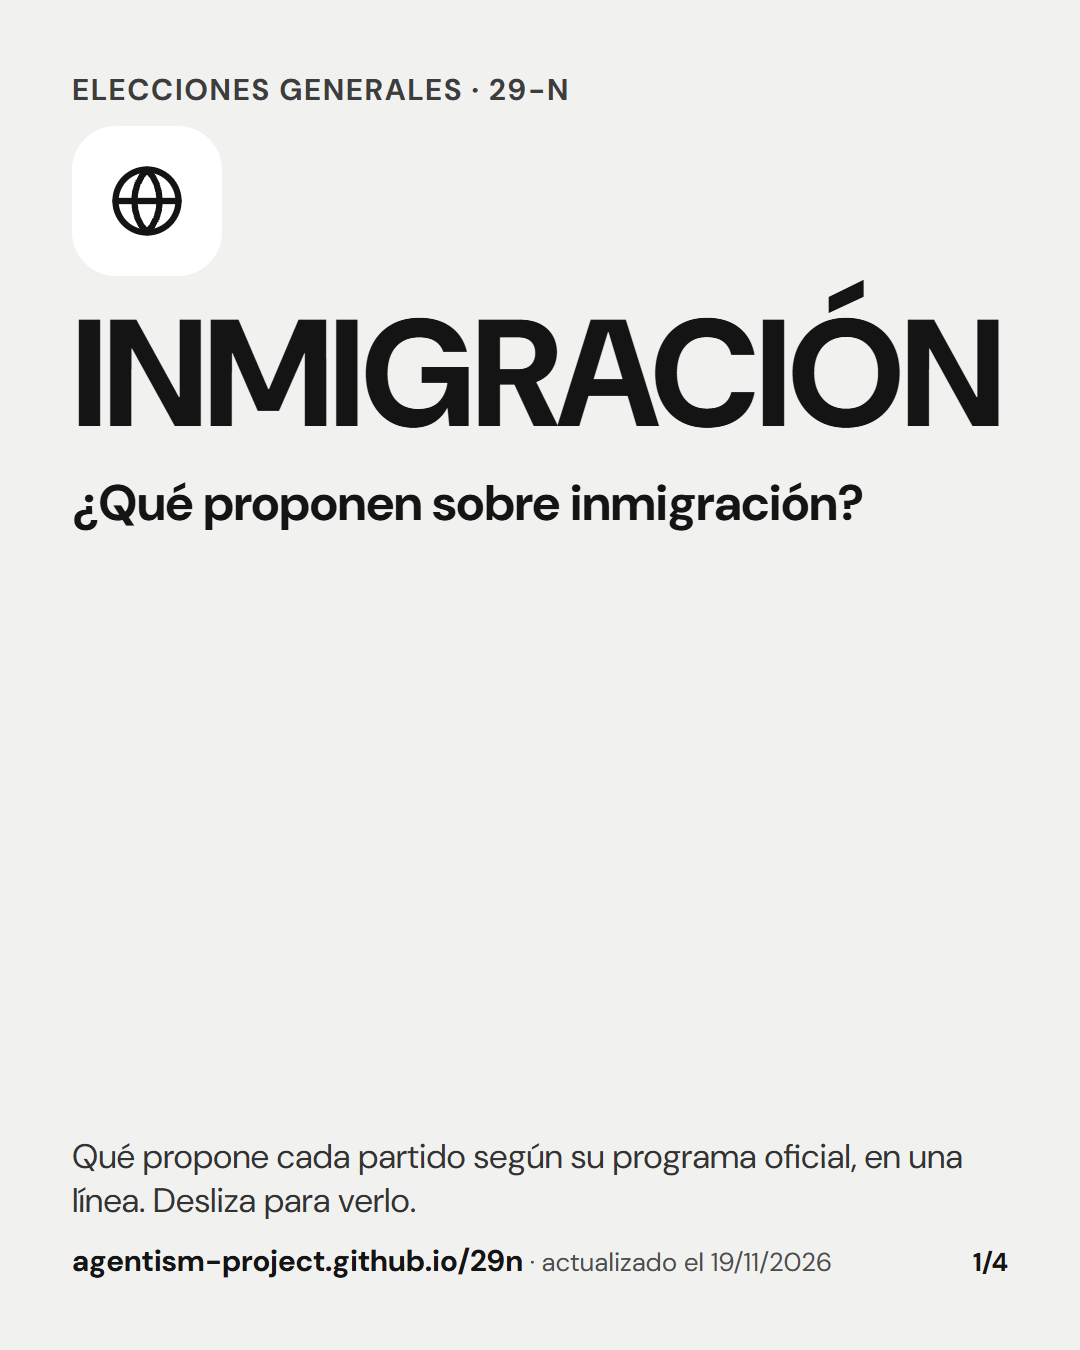 ELECCIONES GENERALES · 29-N
INMIGRACIÓN
¿Qué proponen sobre inmigración?
Qué propone cada partido según su programa oficial, en una
línea. Desliza para verlo.
agentism-project.github.io/29n · actualizado el 19/11/2026 1/4